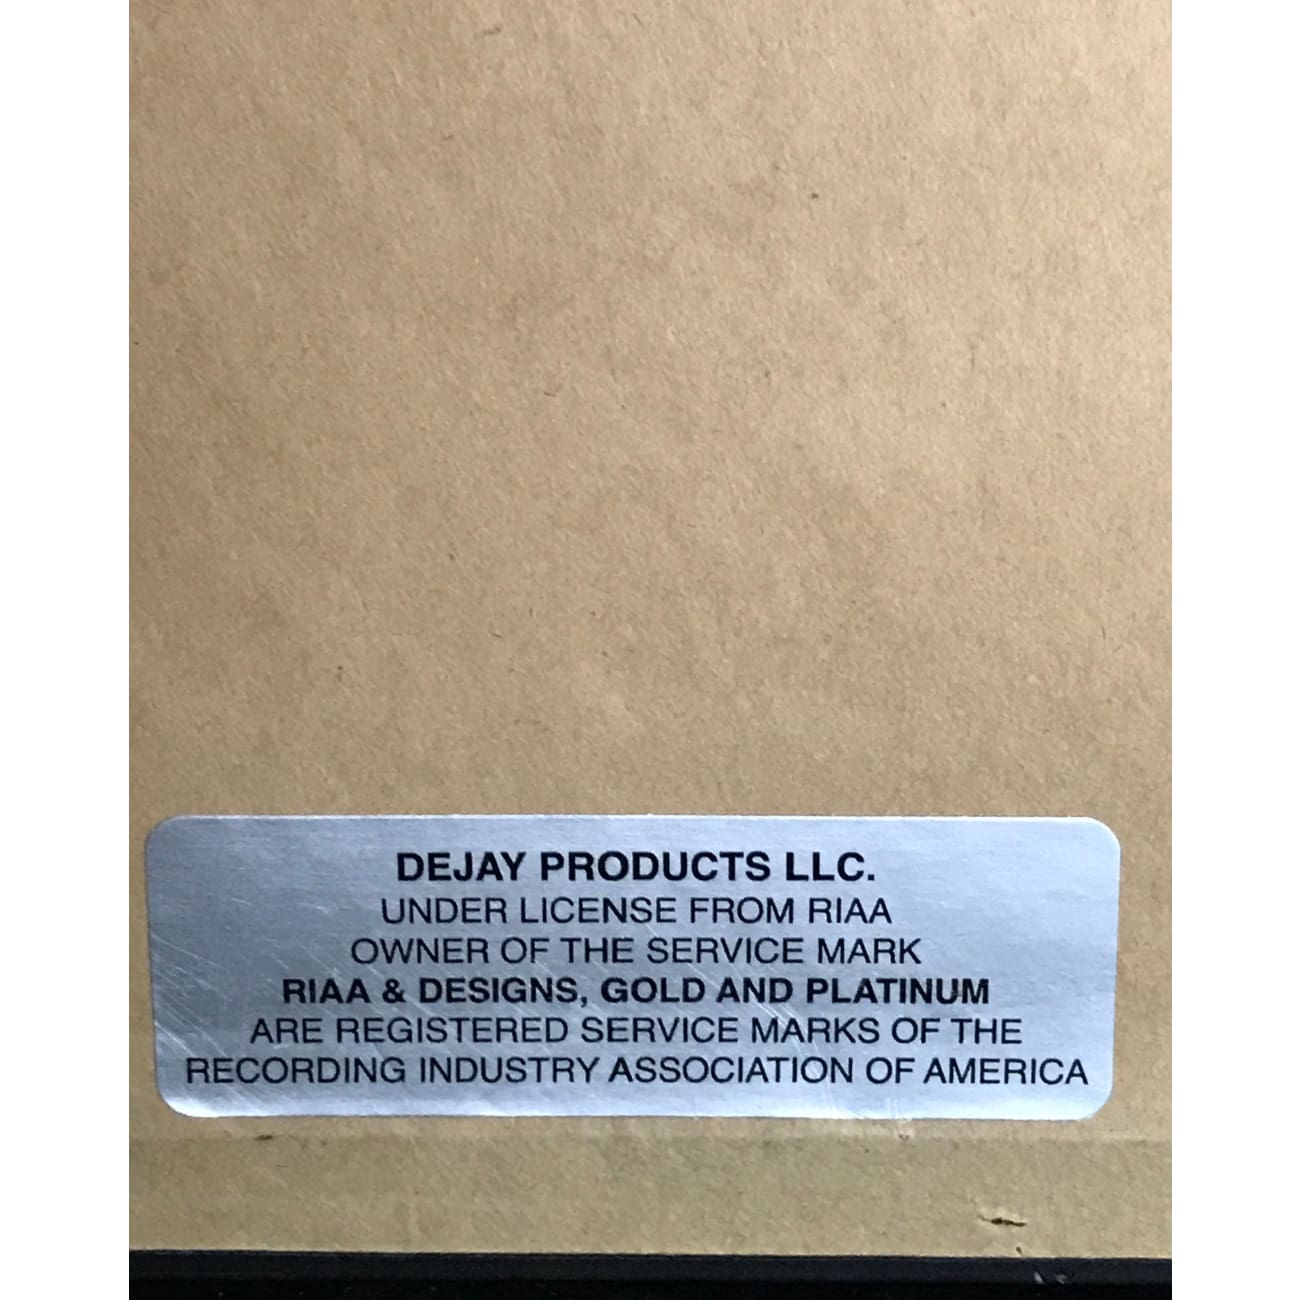 DEJAY PRODUCTS LLC.
UNDER LICENSE FROM RIAA
OWNER OF THE SERVICE MARK
RIAA & DESIGNS, GOLD AND PLATINUM
ARE REGISTERED SERVICE MARKS OF THE
RECORDING INDUSTRY ASSOCIATION OF AMERICA